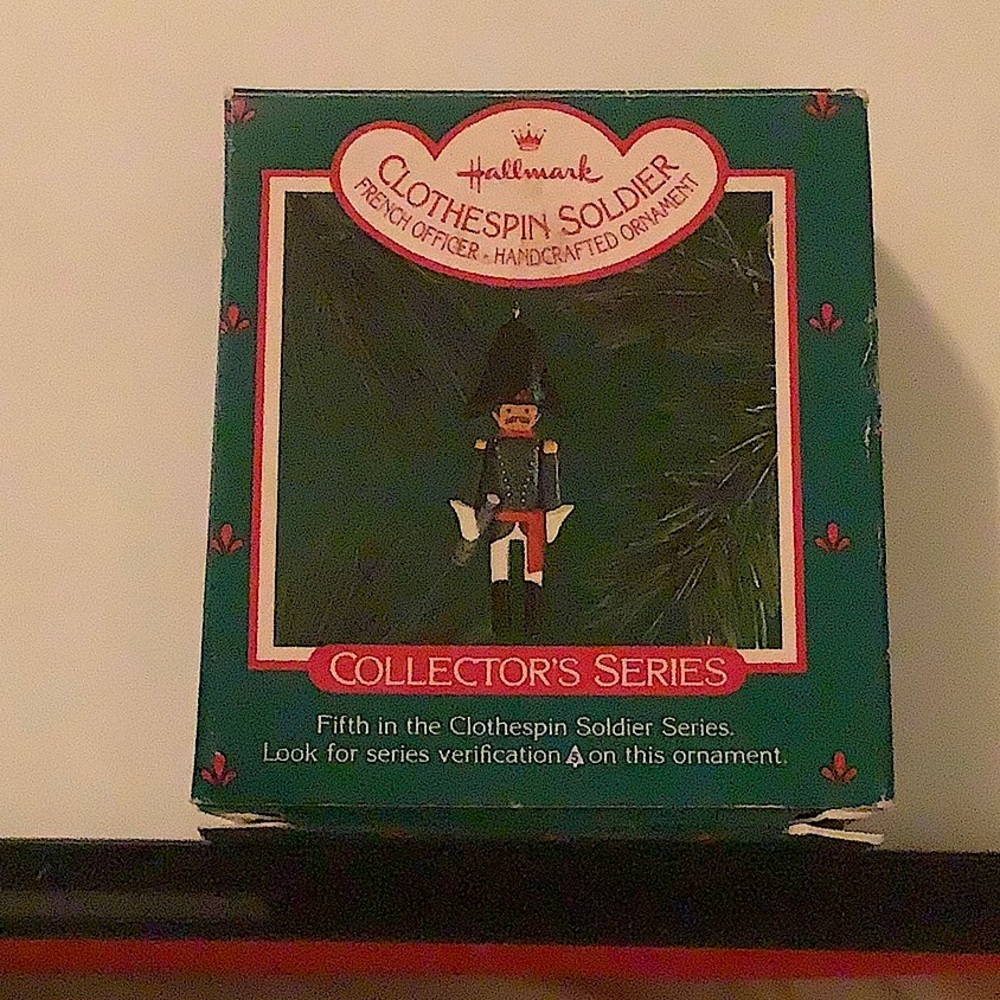 Hallmark
CLOTHESPIN SOLDIER
FRENCH OFFICER - HANDCRAFTED ORNAMENT
COLLECTOR'S SERIES
Fifth in the Clothespin Soldier Series.
Look for series verification 5 on this ornament.